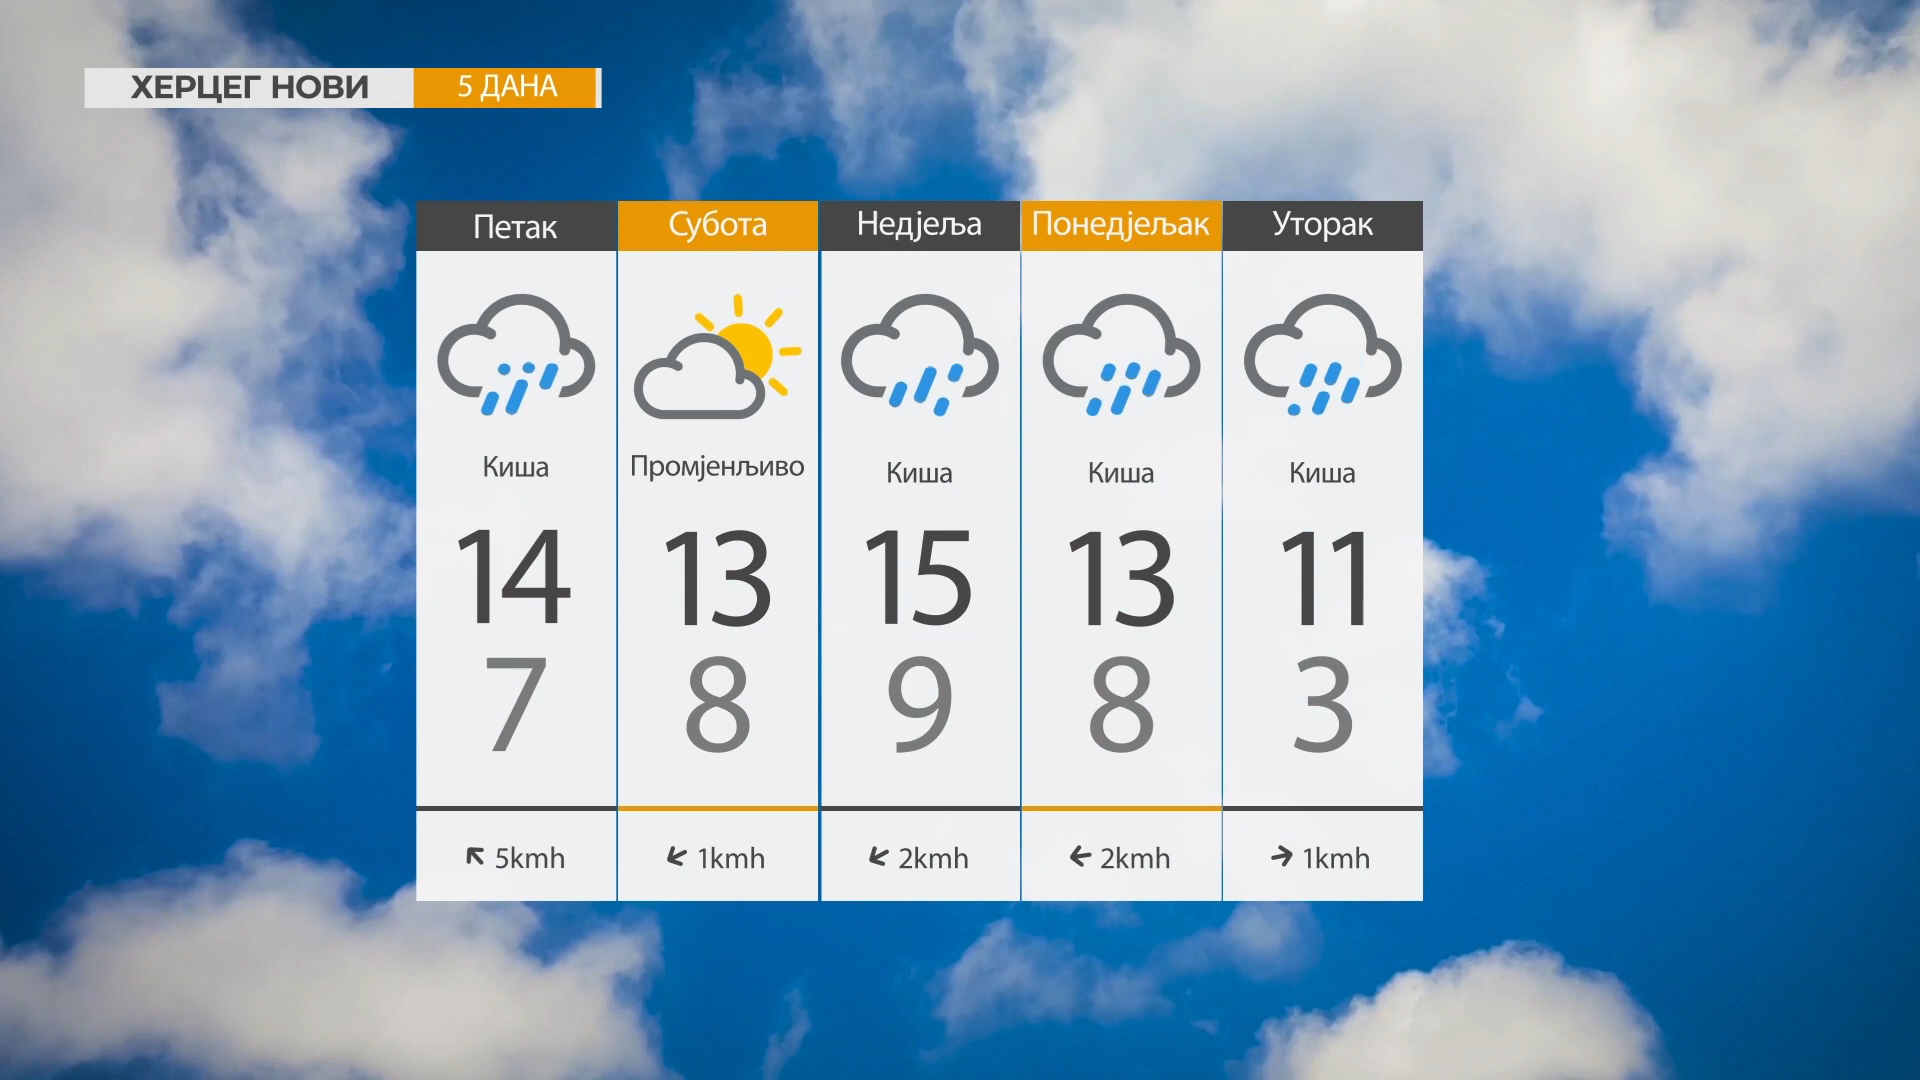 ХЕРЦЕГ НОВИ 5 ДАНА
Петак Субота Недјеља Понедјељак Уторак
Киша Промјенљиво Киша Киша Киша
14 13 15 13 11
7 8 9 8 3
5kmh 1kmh 2kmh 2kmh 1kmh